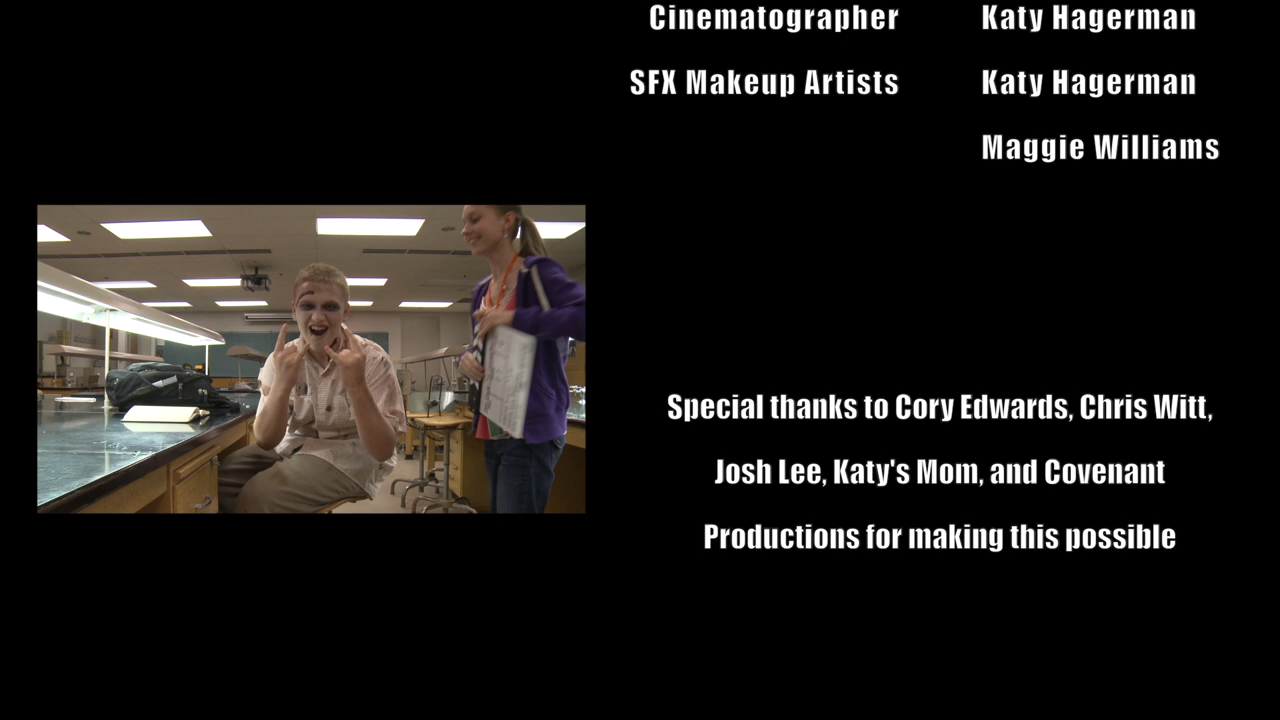 Cinematographer Katy Hagerman
SFX Makeup Artists Katy Hagerman
Maggie Williams
Special thanks to Cory Edwards, Chris Witt,
Josh Lee, Katy's Mom, and Covenant
Productions for making this possible